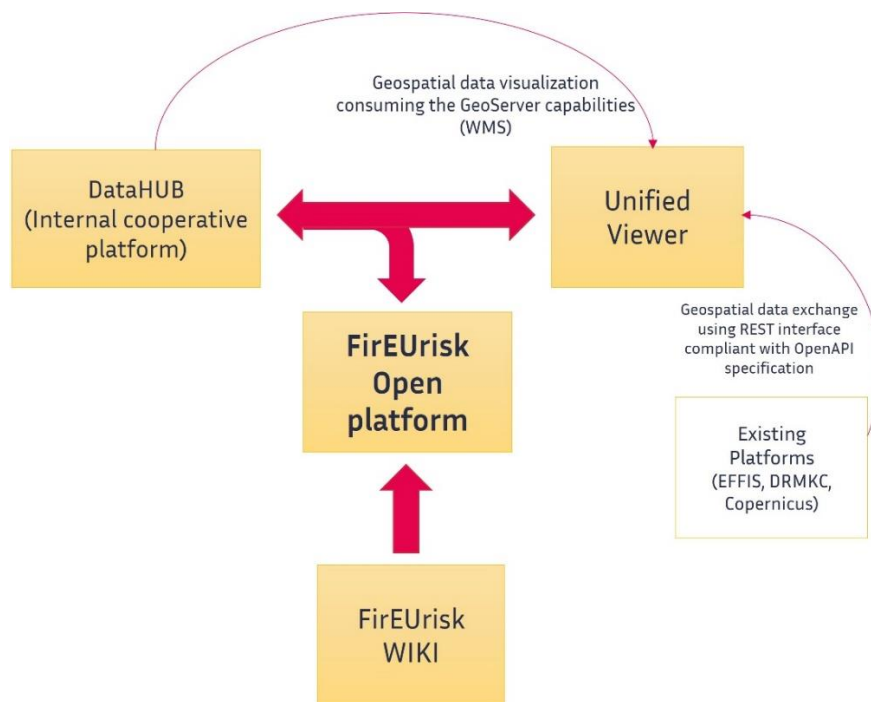 Geospatial data visualization
consuming the GeoServer capabilities
(WMS)
DataHUB
(Internal cooperative
platform)
Unified
Viewer
Geospatial data exchange
using REST interface
compliant with OpenAPI
specification
FirEUrisk
Open
platform
Existing
Platforms
(EFFIS, DRMKC,
Copernicus)
FirEUrisk
WIKI